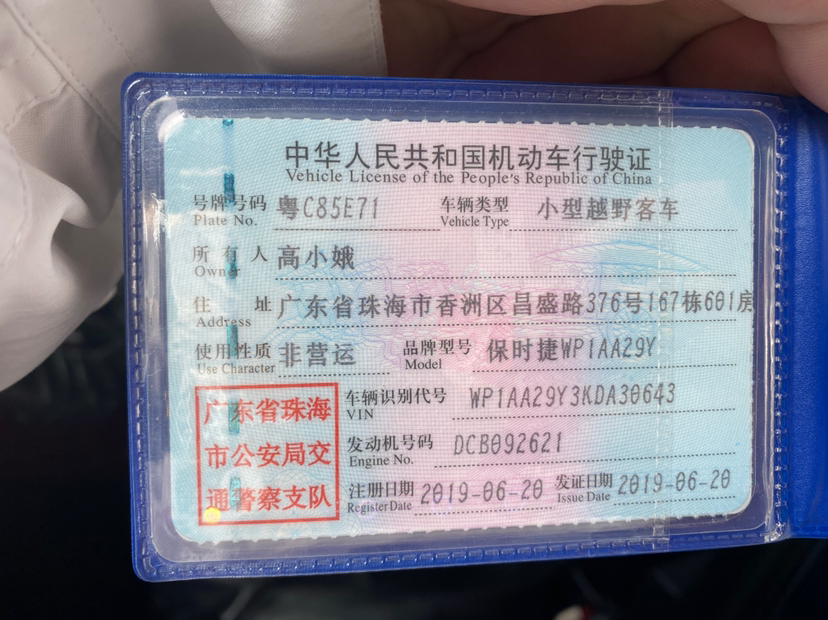 中华人民共和国机动车行驶证
Vehicle License of the People's Republic of China
号牌号码 Plate No. 粤C85E71 车辆类型 Vehicle Type 小型越野客车
所有人 Owner 高小娥
住址 Address 广东省珠海市香洲区昌盛路376号167栋601房
使用性质 Use Character 非营运 品牌型号 Model 保时捷WP1AA29Y
车辆识别代号 VIN WP1AA29Y3KDA30643
发动机号码 Engine No. DCB092621
注册日期 Register Date 2019-06-20 发证日期 Issue Date 2019-06-20
广东省珠海
市公安局交
通警察支队